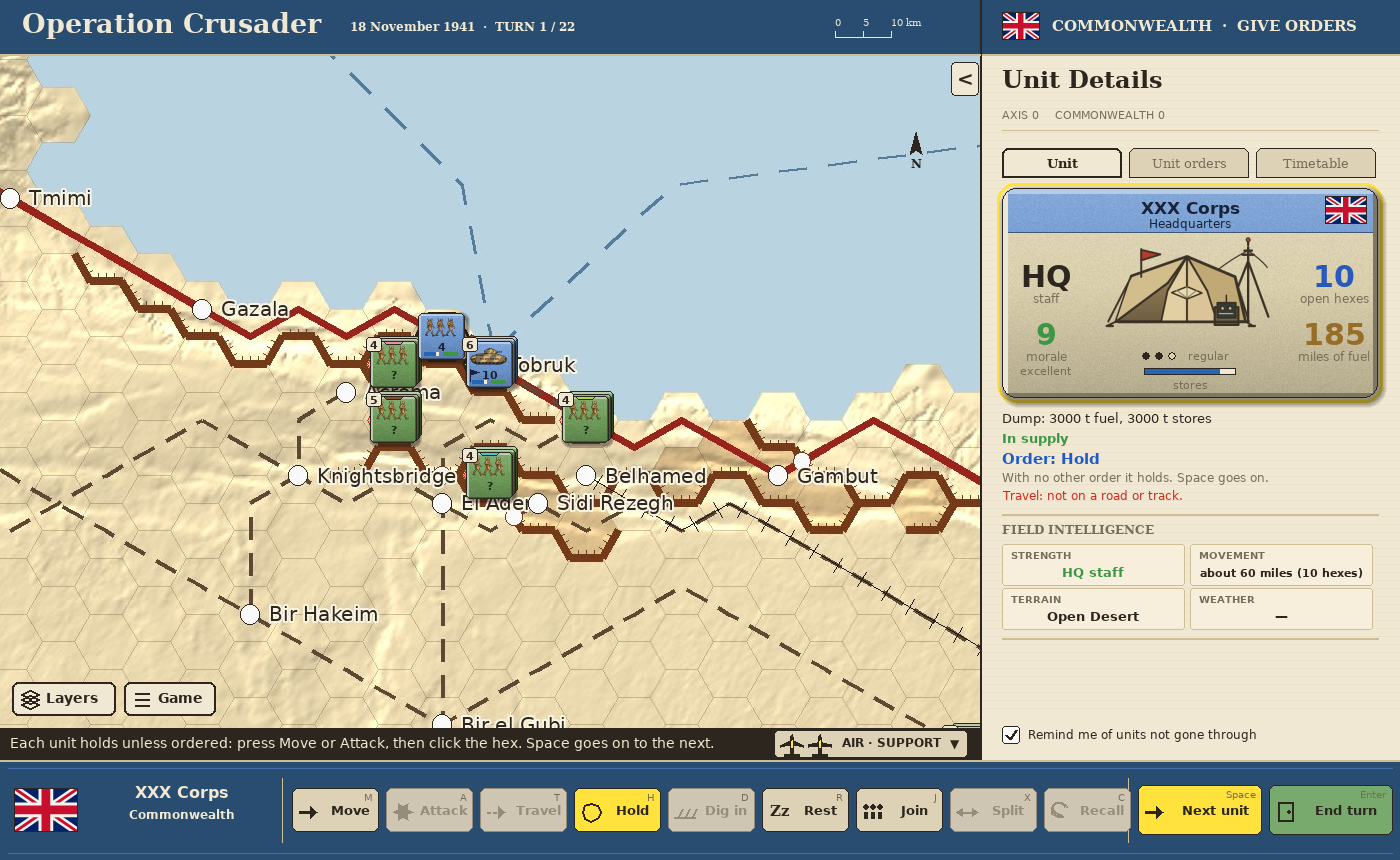 Operation Crusader
18 November 1941 · TURN 1 / 22
0 5 10 km
COMMONWEALTH · GIVE ORDERS
<
N
Tmimi
Gazala
Acroma
Tobruk
Knightsbridge
El Adem
Belhamed
Sidi Rezegh
Gambut
Bir Hakeim
Bir el Gubi
4
4
?
6
10
5
?
4
?
4
?
Layers
Game
Each unit holds unless ordered: press Move or Attack, then click the hex. Space goes on to the next.
AIR · SUPPORT ▼
Unit Details
AXIS 0 COMMONWEALTH 0
Unit
Unit orders
Timetable
XXX Corps
Headquarters
HQ
staff
10
open hexes
9
morale
excellent
185
miles of fuel
regular
stores
Dump: 3000 t fuel, 3000 t stores
In supply
Order: Hold
With no other order it holds. Space goes on.
Travel: not on a road or track.
FIELD INTELLIGENCE
STRENGTH
HQ staff
MOVEMENT
about 60 miles (10 hexes)
TERRAIN
Open Desert
WEATHER
—
Remind me of units not gone through
XXX Corps
Commonwealth
M
Move
A
Attack
T
Travel
H
Hold
D
Dig in
R
Zz Rest
J
Join
X
Split
C
Recall
Space
Next unit
Enter
End turn